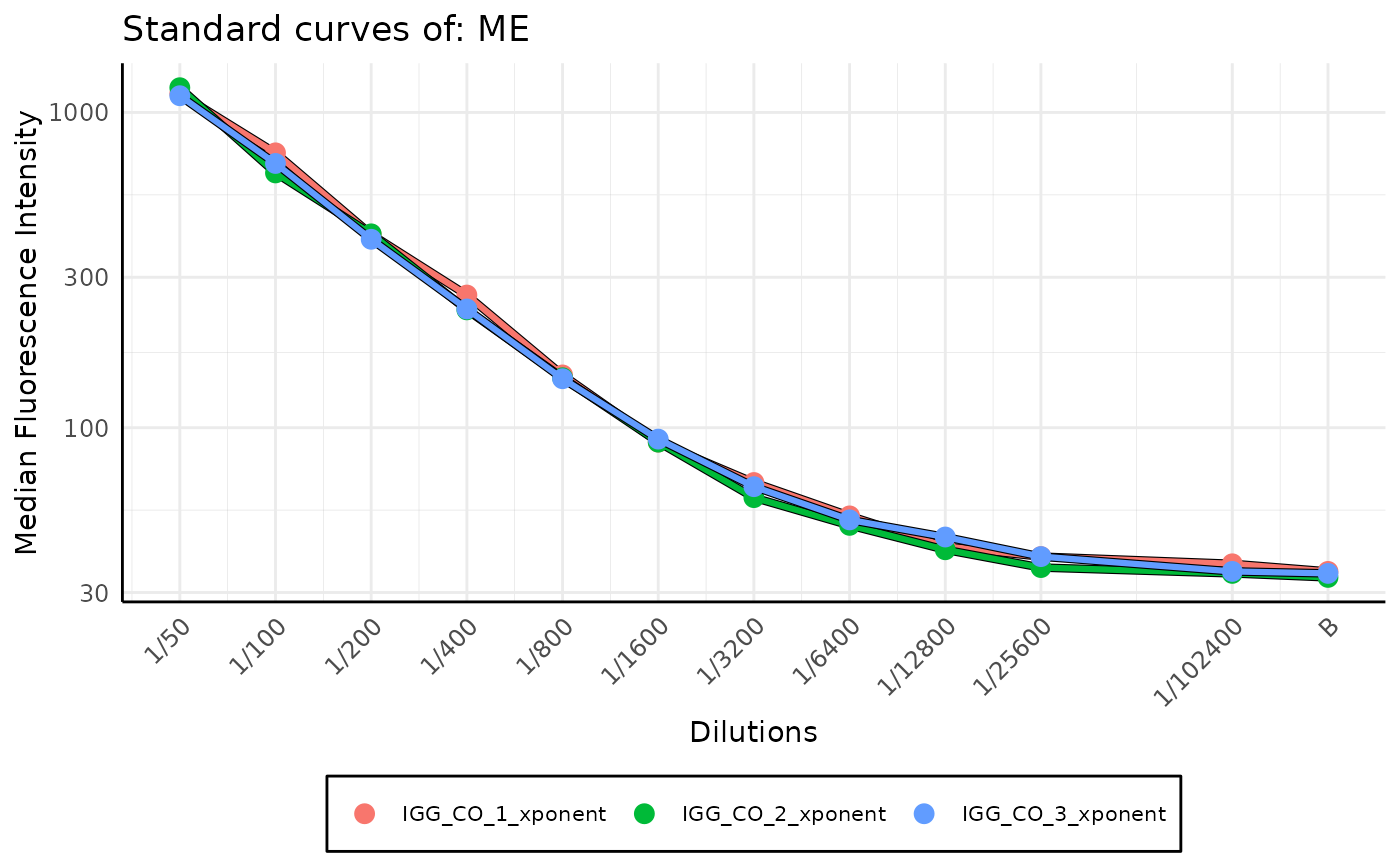 Standard curves of: ME
Median Fluorescence Intensity
1000
300
100
30
1/50
1/100
1/200
1/400
1/800
1/1600
1/3200
1/6400
1/12800
1/25600
1/102400
B
Dilutions
IGG_CO_1_xponent
IGG_CO_2_xponent
IGG_CO_3_xponent